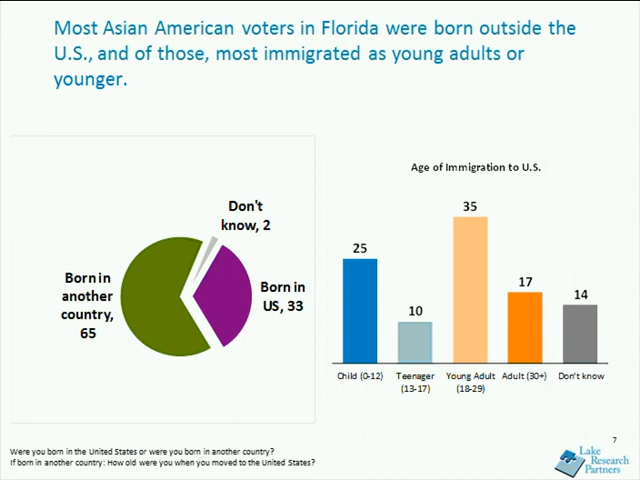 Most Asian American voters in Florida were born outside the
U.S., and of those, most immigrated as young adults or
younger.
Don't
know, 2
Born in
another
country,
65
Born in
US, 33
Age of Immigration to U.S.
25
10
35
17
14
Child (0-12)
Teenager
(13-17)
Young Adult
(18-29)
Adult (30+)
Don't know
7
Were you born in the United States or were you born in another country?
If born in another country: How old were you when you moved to the United States?
Lake
Research
Partners